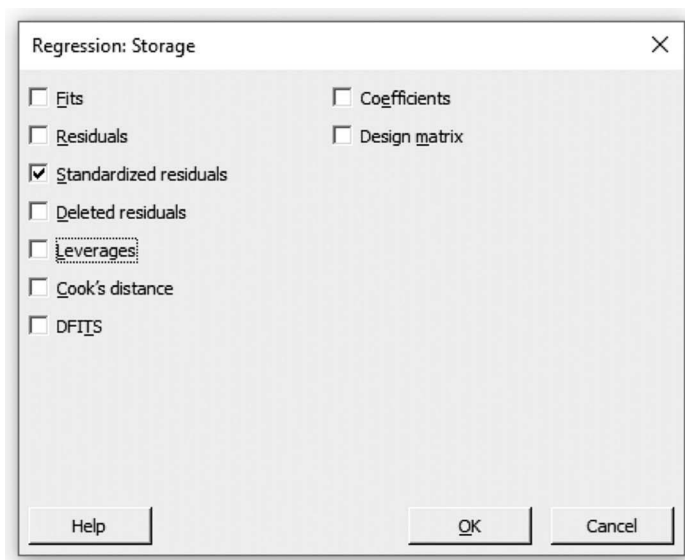 Regression: Storage
Fits
Residuals
Standardized residuals
Deleted residuals
Leverages
Cook's distance
DFITS
Coefficients
Design matrix
Help
OK
Cancel